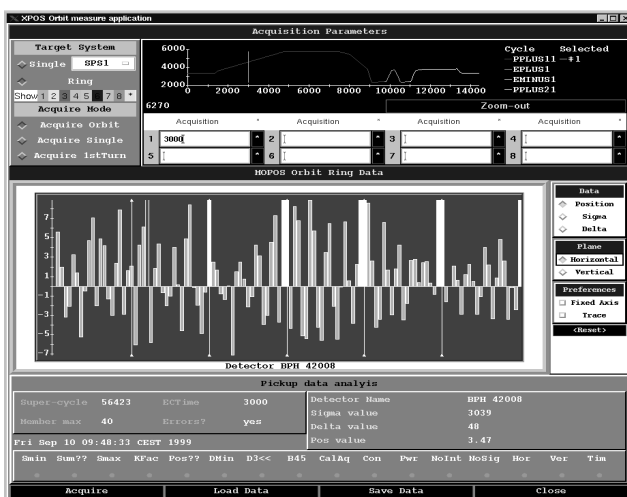 XPOS Orbit measure application
Acquisition Parameters
Target System
Single SPS1
Ring
Show 1 2 3 4 5 7 8 *
Acquire Mode
Acquire Orbit
Acquire Single
Acquire 1stTurn
6000
4000
2000
0 2000 4000 6000 8000 10000 12000 14000
Cycle Selected
PPLUS11 #1
EPLUS1
EMINUS1
PPLUS21
6270 Zoom-out
Acquisition * Acquisition * Acquisition * Acquisition *
1 3000 * 2 * 3 * 4 *
5 * 6 * 7 * 8 *
MOPOS Orbit Ring Data
7
5
3
1
-1
-3
-5
-7
Detector BPH 42008
Data
Position
Sigma
Delta
Plane
Horizontal
Vertical
Preferences
Fixed Axis
Trace
<Reset>
Pickup data analyis
Super-cycle 56423 ECTime 3000
Member max 40 Errors? yes
Fri Sep 10 09:48:33 CEST 1999
Detector Name BPH 42008
Sigma value 3039
Delta value 48
Pos value 3.47
Smin Sum?? Smax KFac Pos?? DMin D3<< B45 CalAq Con Pwr NoInt NoSig Hor Ver Tim
Acquire Load Data Save Data Close